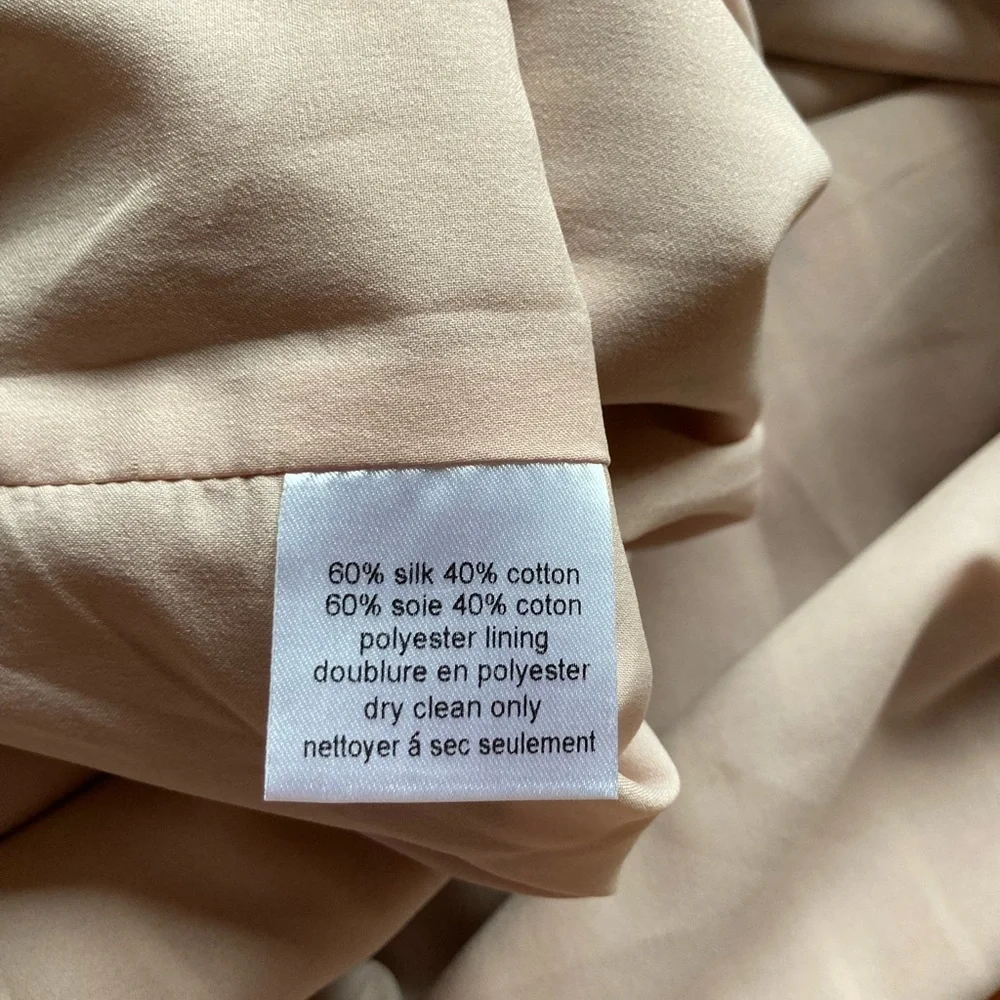 60% silk 40% cotton
60% soie 40% coton
polyester lining
doublure en polyester
dry clean only
nettoyer á sec seulement